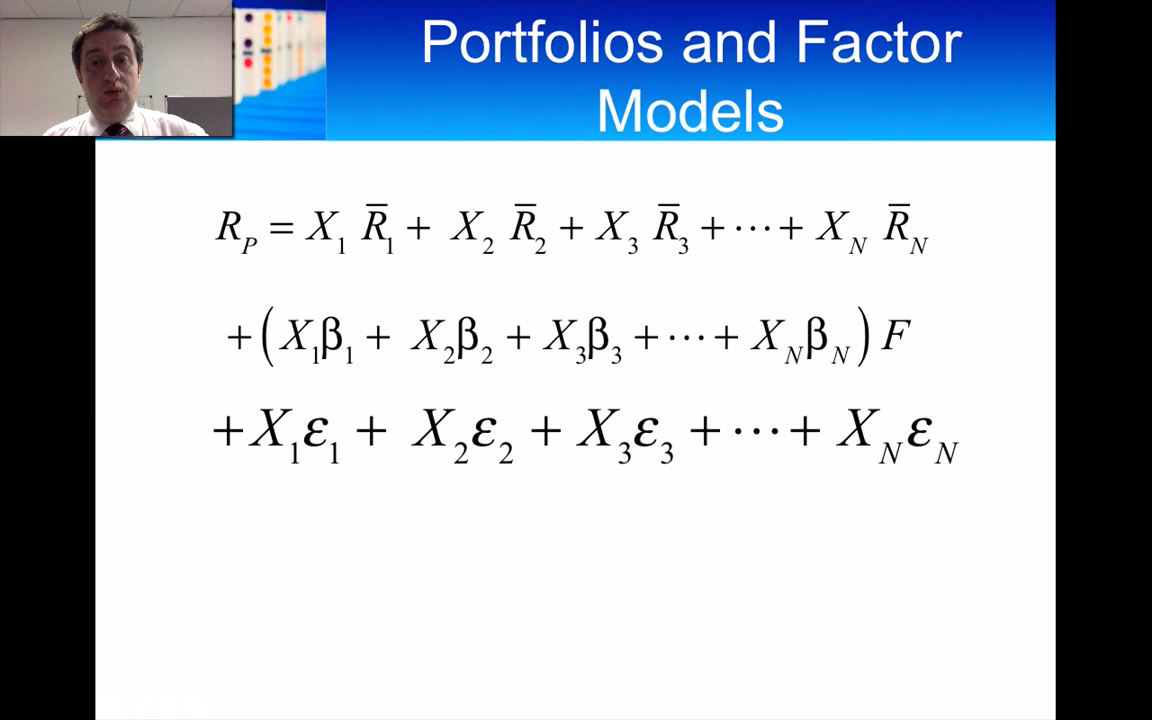 Portfolios and Factor
Models
R_P = X_1 R̄_1 + X_2 R̄_2 + X_3 R̄_3 + ⋯ + X_N R̄_N
+ (X_1β_1 + X_2β_2 + X_3β_3 + ⋯ + X_Nβ_N) F
+ X_1ε_1 + X_2ε_2 + X_3ε_3 + ⋯ + X_Nε_N